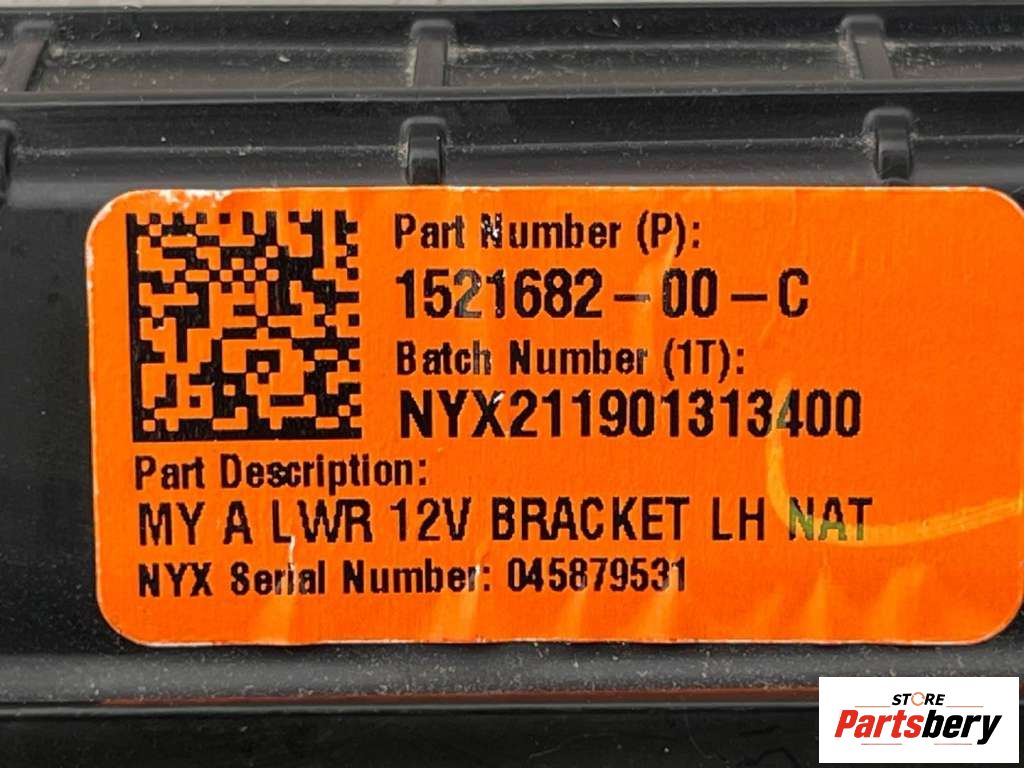 Part Number (P):
1521682-00-C
Batch Number (1T):
NYX211901313400
Part Description:
MY A LWR 12V BRACKET LH NAT
NYX Serial Number: 045879531
STORE
Partsbery